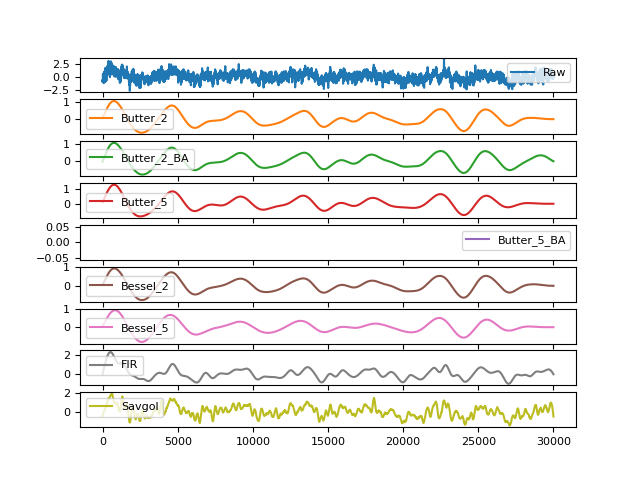 2.5
0.0
−2.5
Raw
1
0
Butter_2
1
0
Butter_2_BA
1
0
Butter_5
0.05
0.00
−0.05
Butter_5_BA
1
0
Bessel_2
1
0
Bessel_5
2
0
FIR
2
0
Savgol
0 5000 10000 15000 20000 25000 30000